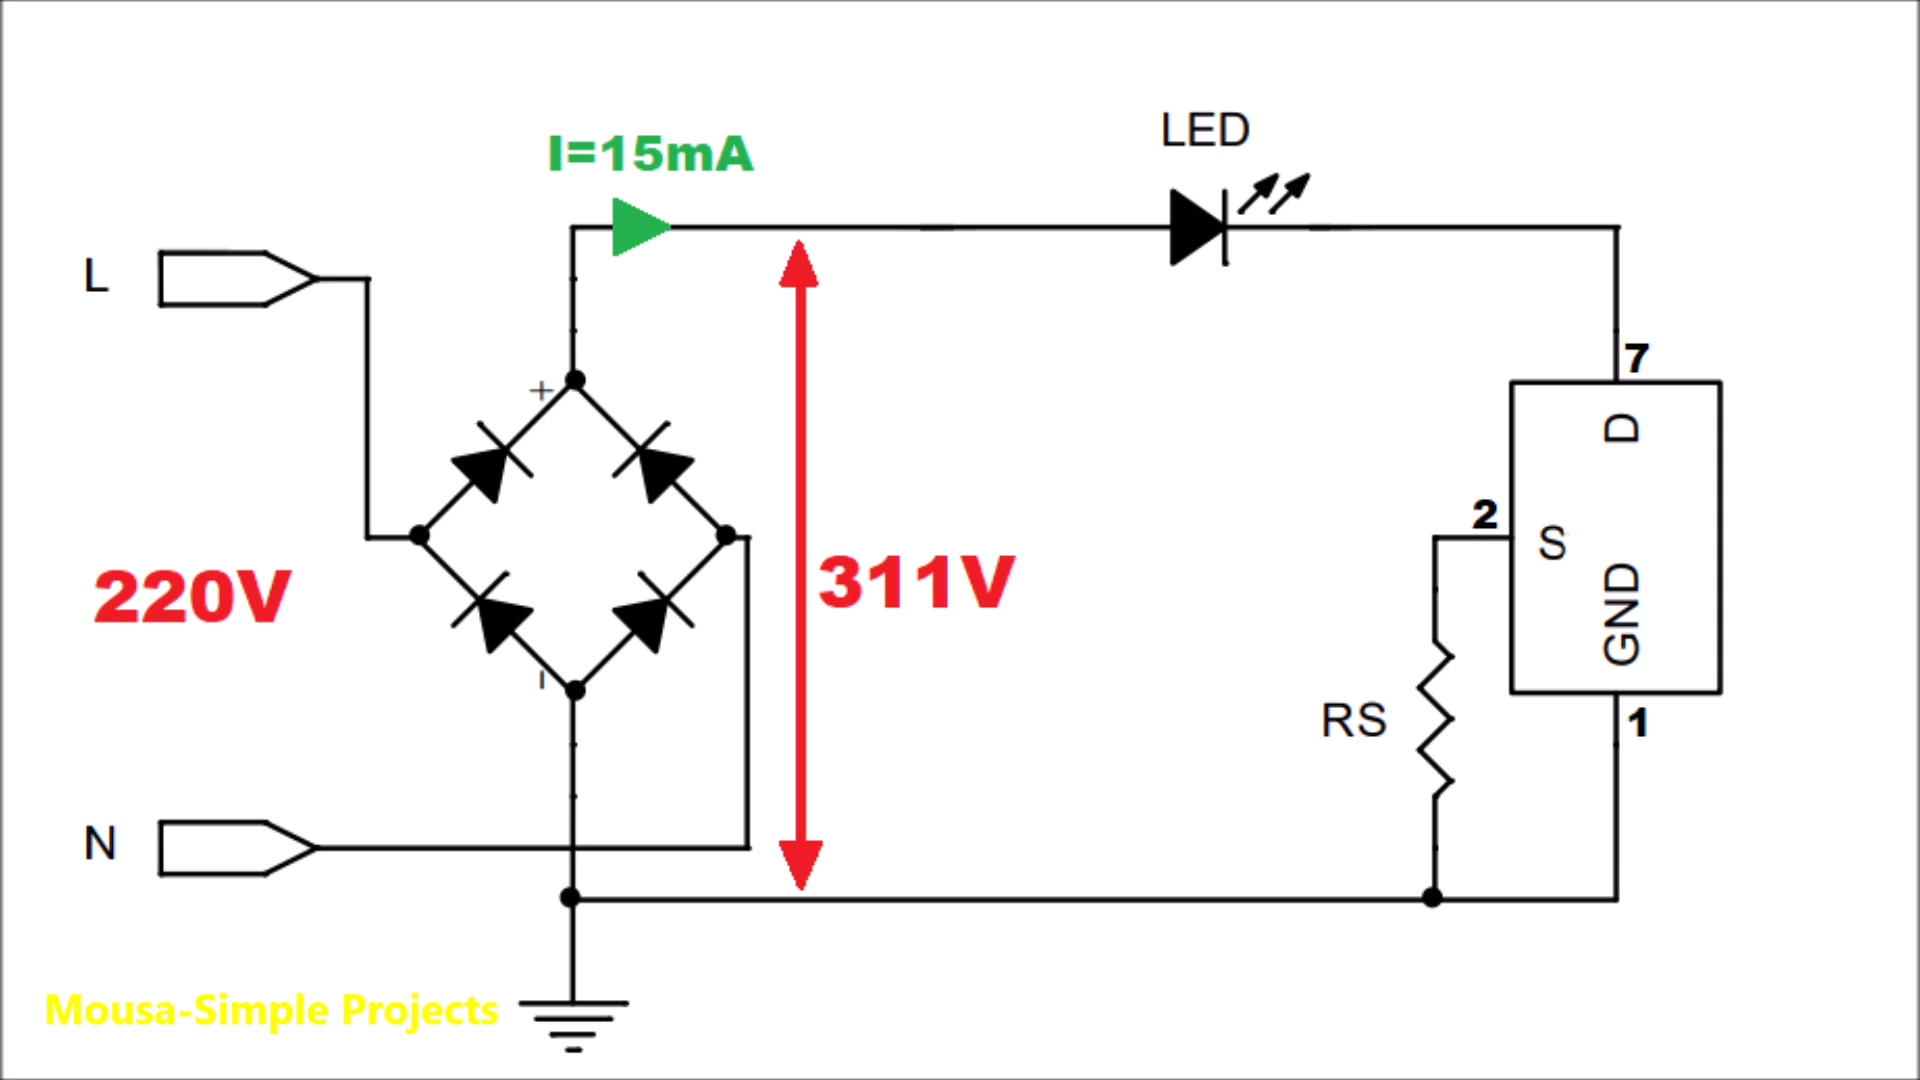 LED
I=15mA
L
7
+
D
2
S
220V
311V
GND
-
RS
1
N
Mousa-Simple Projects